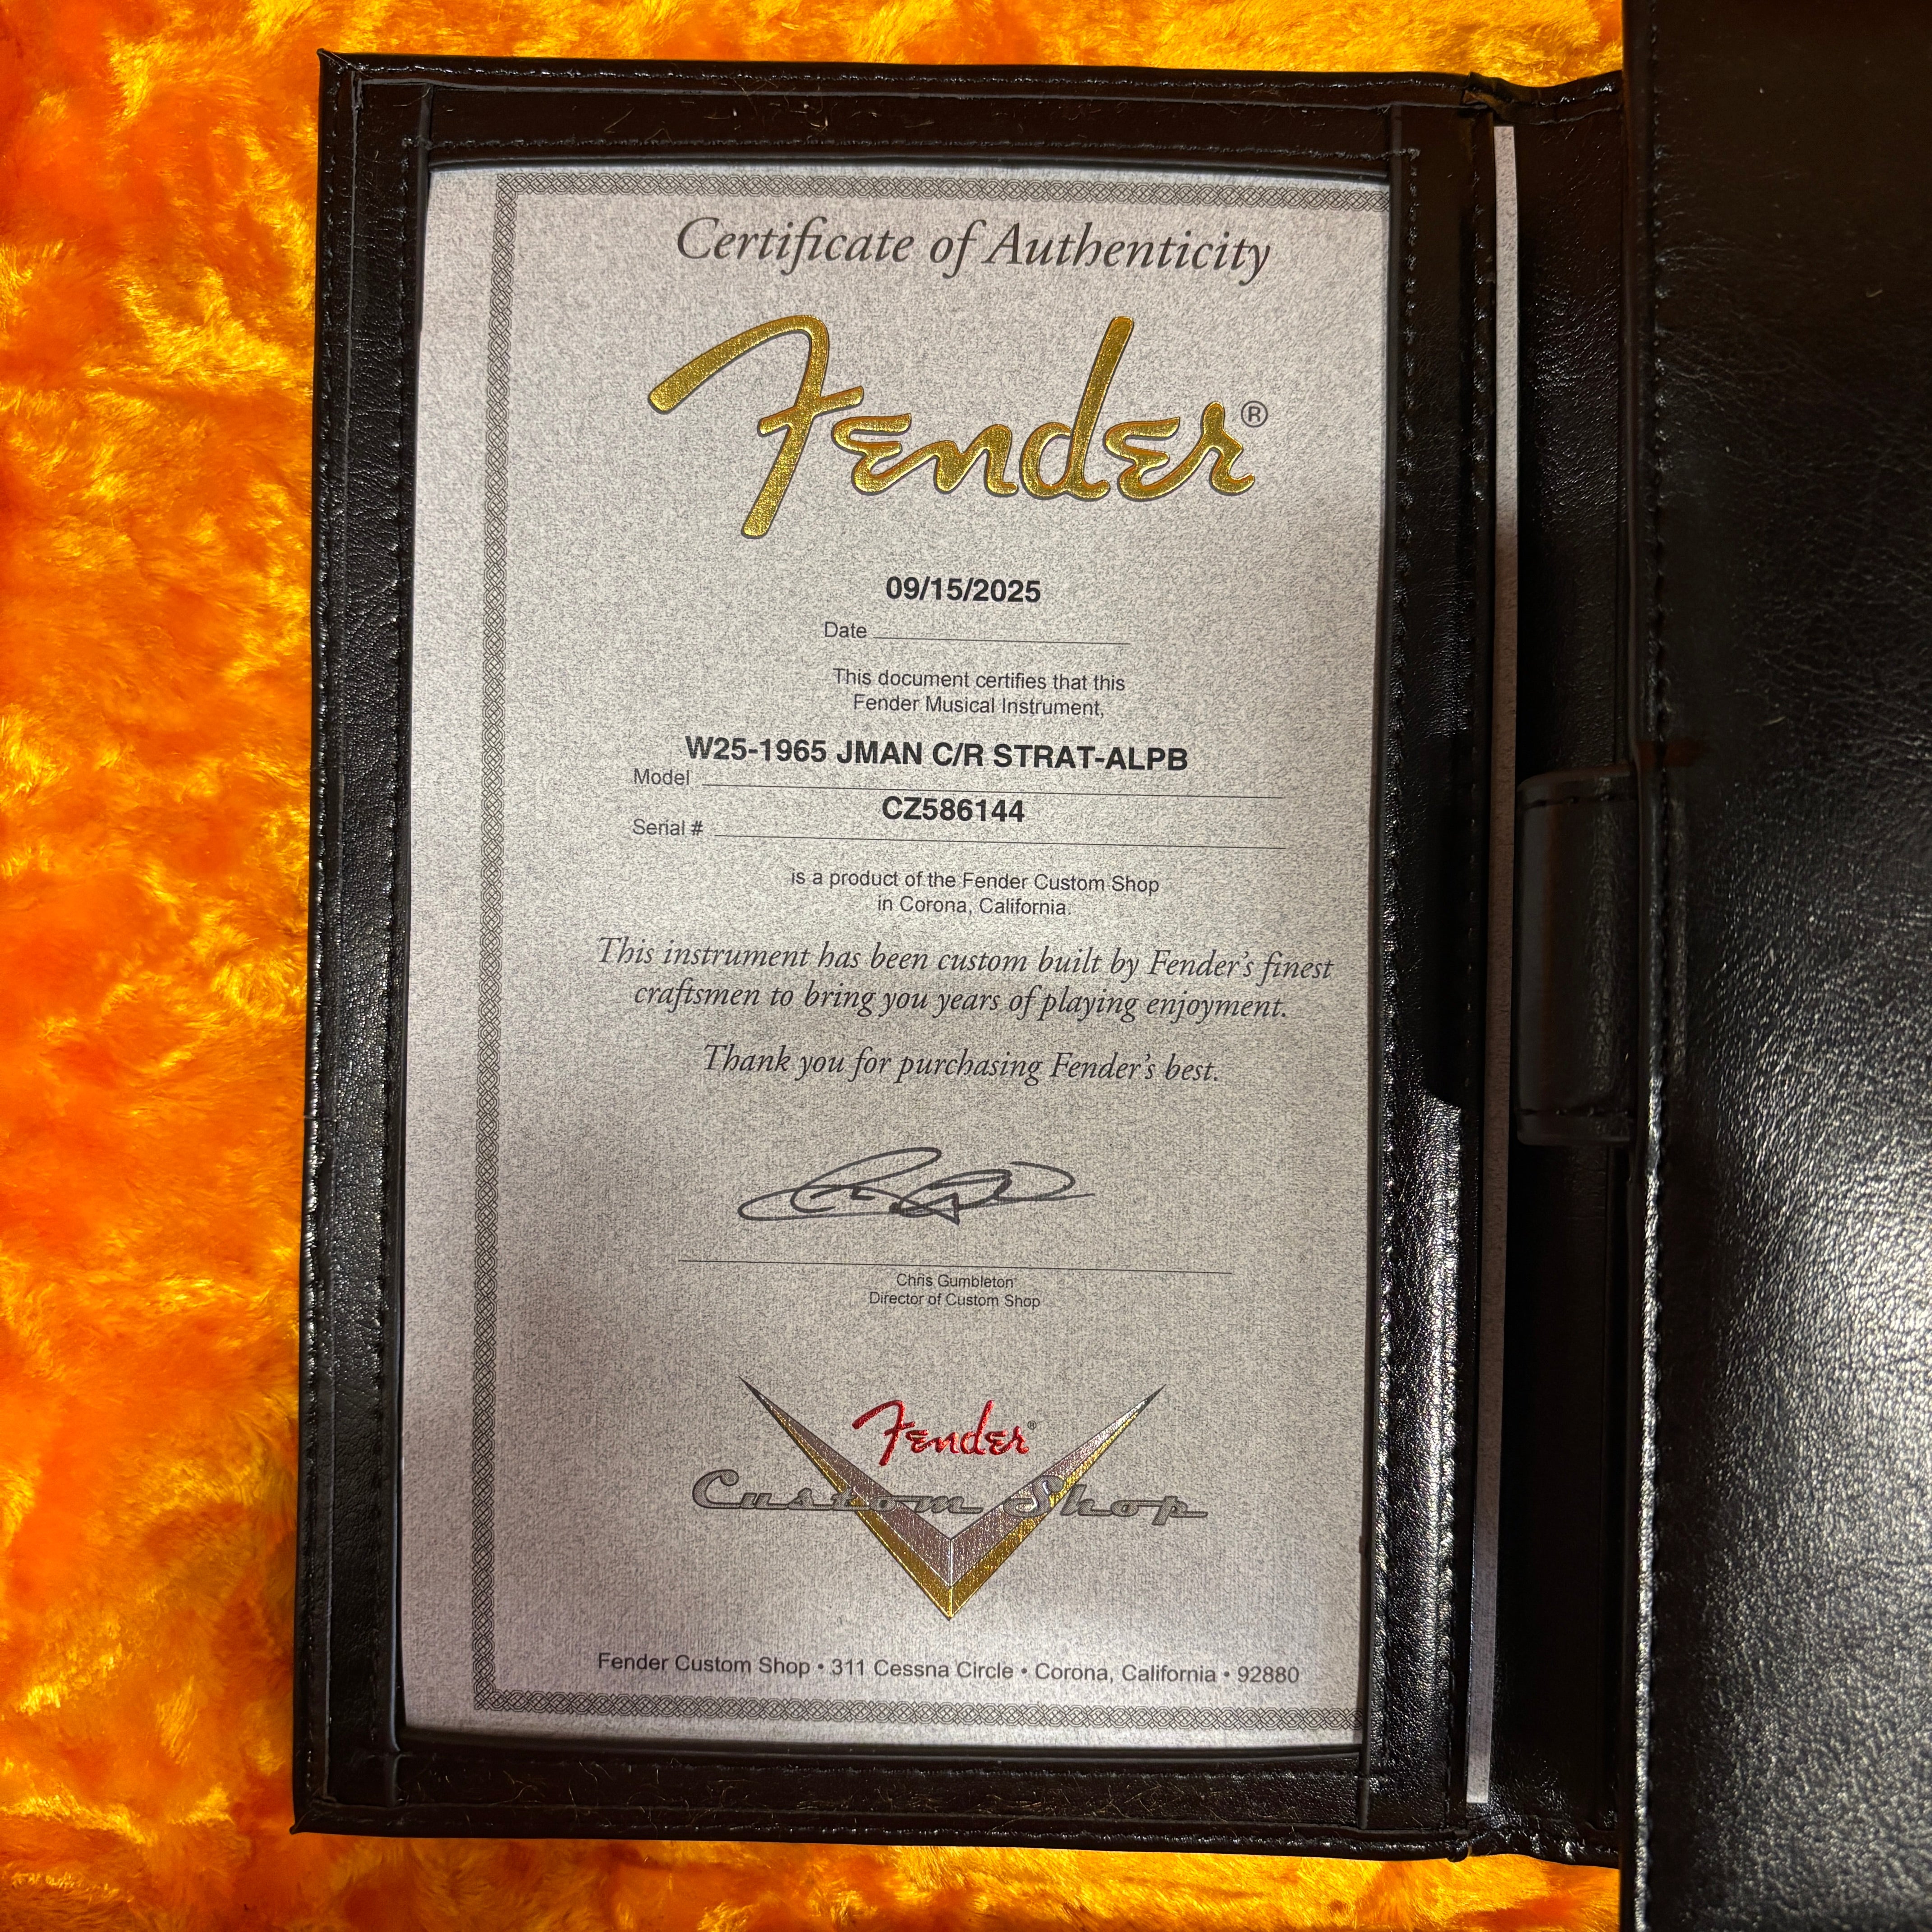 Certificate of Authenticity
Fender®
09/15/2025
Date
This document certifies that this
Fender Musical Instrument,
W25-1965 JMAN C/R STRAT-ALPB
Model
CZ586144
Serial #
is a product of the Fender Custom Shop
in Corona, California.
This instrument has been custom built by Fender's finest
craftsmen to bring you years of playing enjoyment.
Thank you for purchasing Fender's best.
Chris Gumbleton
Director of Custom Shop
Fender®
Custom Shop
Fender Custom Shop • 311 Cessna Circle • Corona, California • 92880